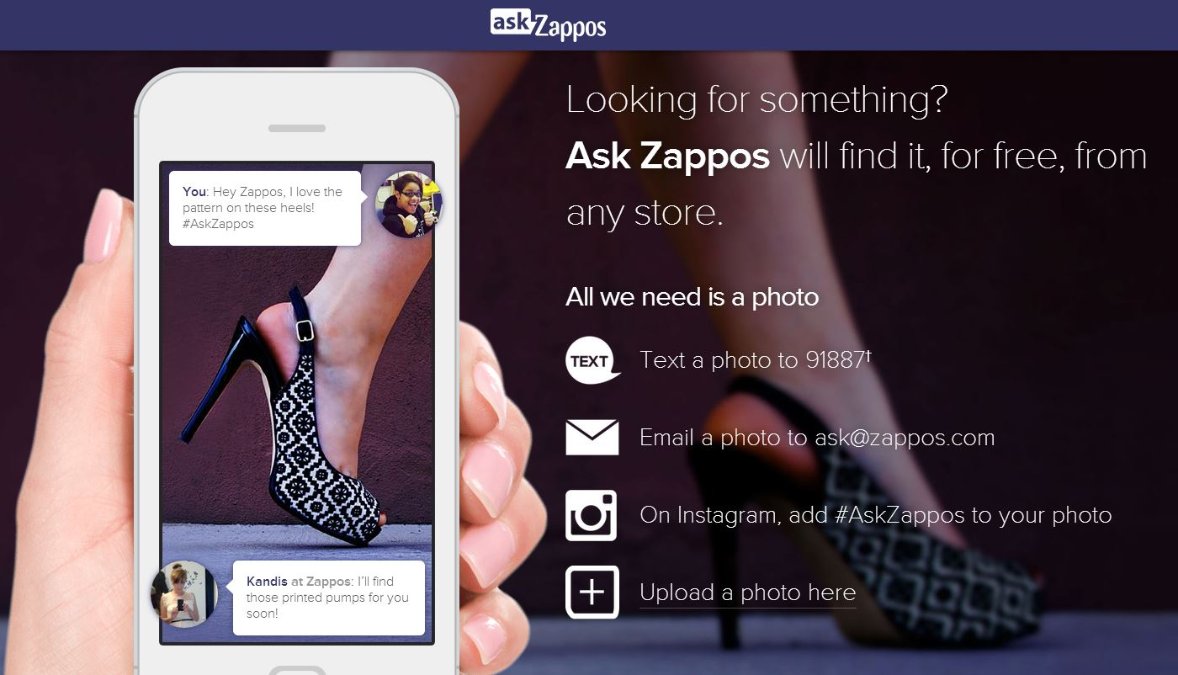 askZappos
Looking for something?
Ask Zappos will find it, for free, from
any store.
You: Hey Zappos, I love the
pattern on these heels!
#AskZappos
All we need is a photo
TEXT
Text a photo to 91887†
Email a photo to ask@zappos.com
On Instagram, add #AskZappos to your photo
Upload a photo here
Kandis at Zappos: I'll find
those printed pumps for you
soon!